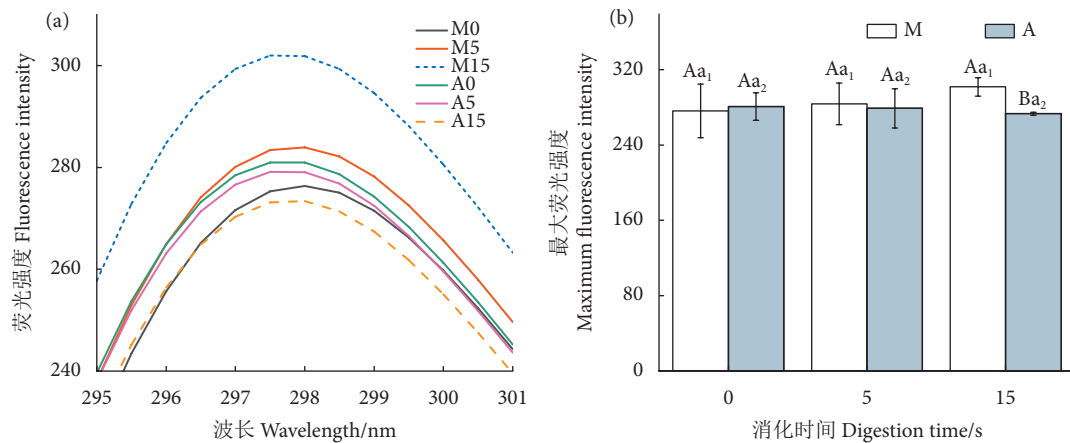 (a)
M0
M5
M15
A0
A5
A15
荧光强度 Fluorescence intensity
300
280
260
240
295 296 297 298 299 300 301
波长 Wavelength/nm
(b)
M A
最大荧光强度
Maximum fluorescence intensity
320
240
160
80
0
Aa₁ Aa₂ Aa₁ Aa₂ Aa₁ Ba₂
0 5 15
消化时间 Digestion time/s